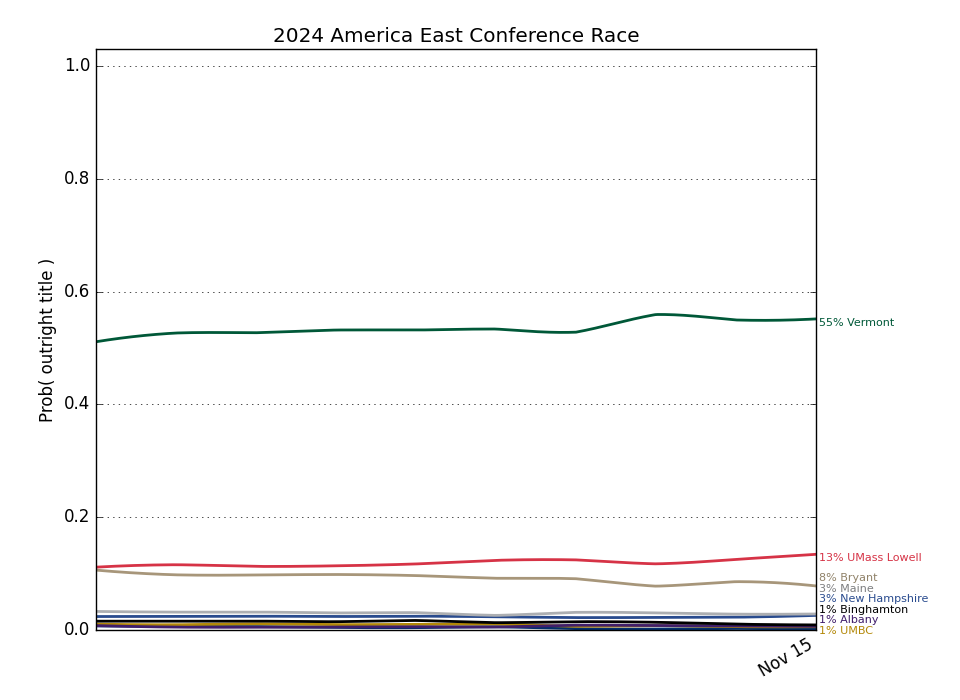 2024 America East Conference Race
1.0
0.8
0.6
0.4
0.2
0.0
Prob( outright title )
55% Vermont
13% UMass Lowell
8% Bryant
3% Maine
3% New Hampshire
1% Binghamton
1% Albany
1% UMBC
Nov 15